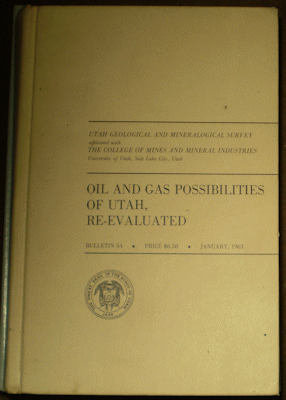 UTAH GEOLOGICAL AND MINERALOGICAL SURVEY
affiliated with
THE COLLEGE OF MINES AND MINERAL INDUSTRIES
University of Utah, Salt Lake City, Utah
OIL AND GAS POSSIBILITIES
OF UTAH,
RE-EVALUATED
BULLETIN 54 • PRICE $6.50 • JANUARY, 1963